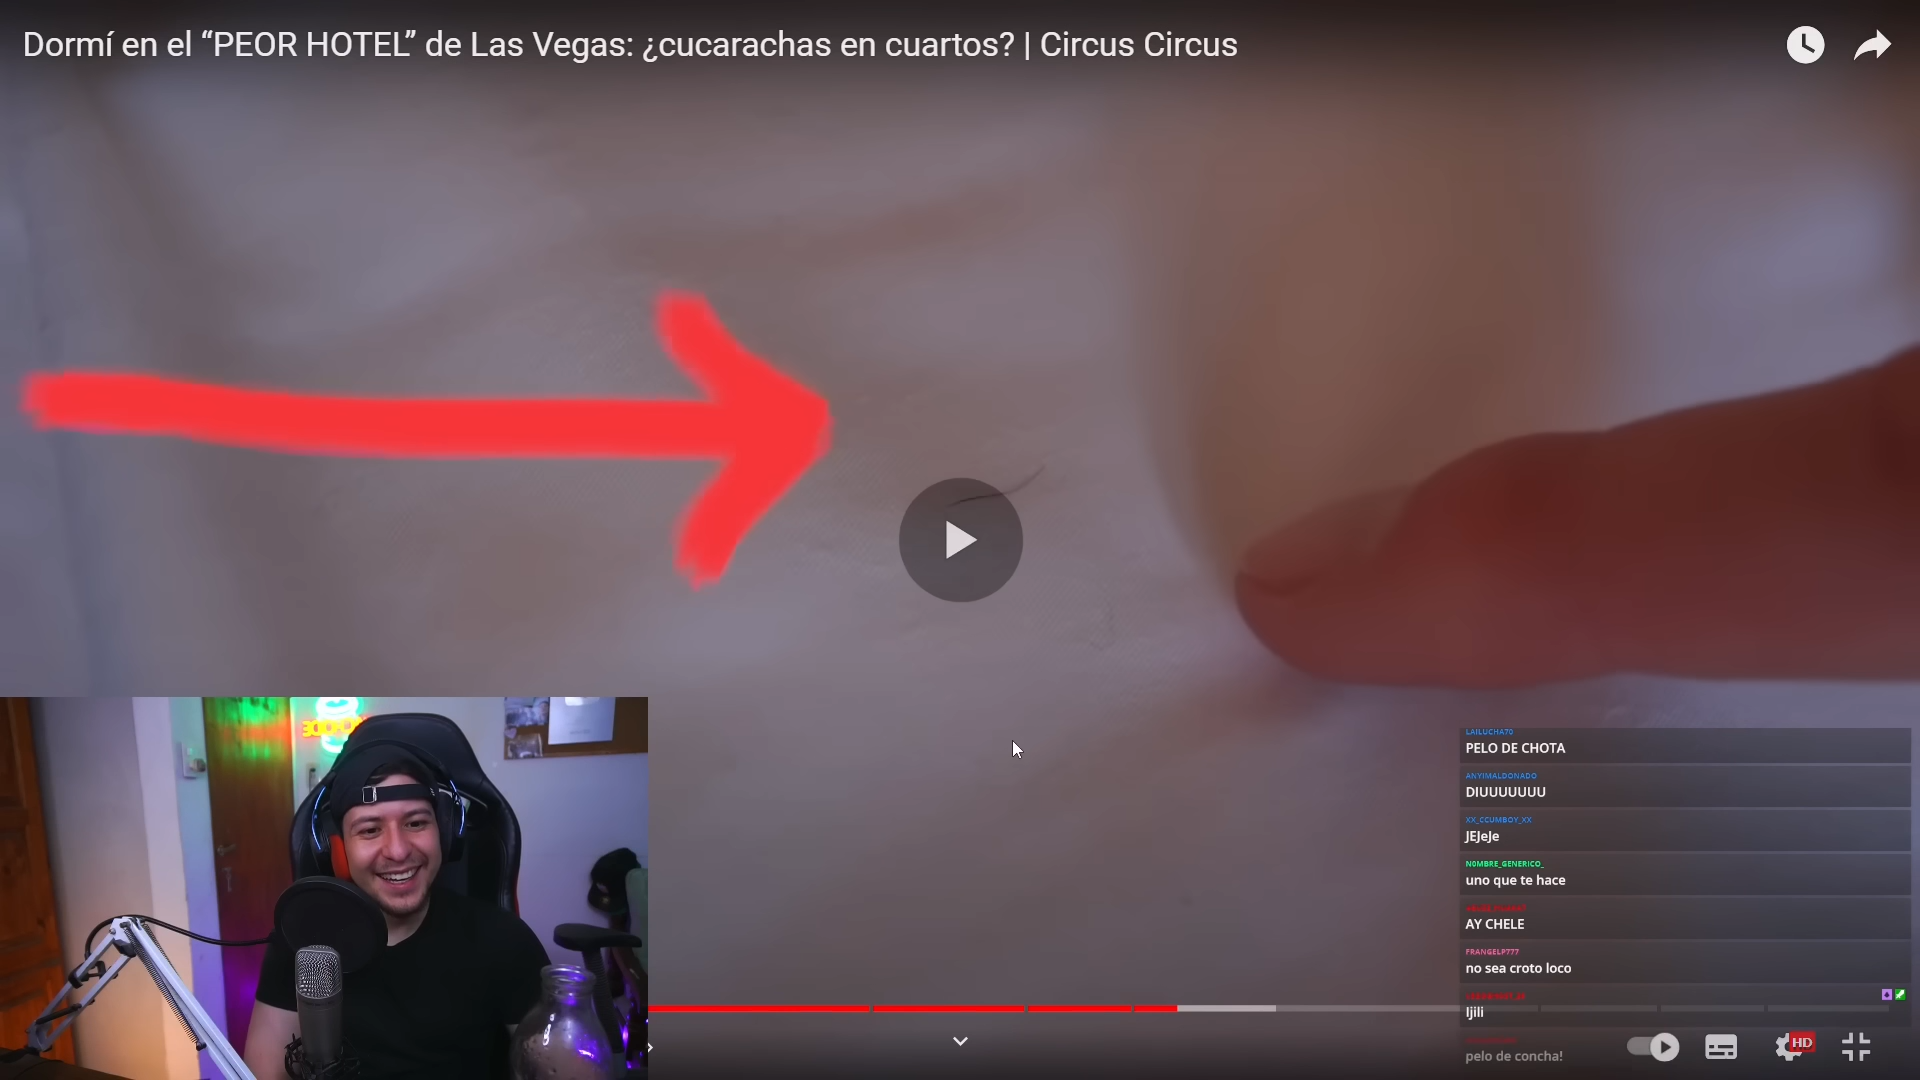 Dormí en el “PEOR HOTEL” de Las Vegas: ¿cucarachas en cuartos? | Circus Circus
LAILUCHA70
PELO DE CHOTA
ANYIMALDONADO
DIUUUUUUU
XX_CCUMBOY_XX
JEJeJe
N0MBRE_GENERICO_
uno que te hace
AY CHELE
FRANGELP777
no sea croto loco
ljili
pelo de concha!
HD